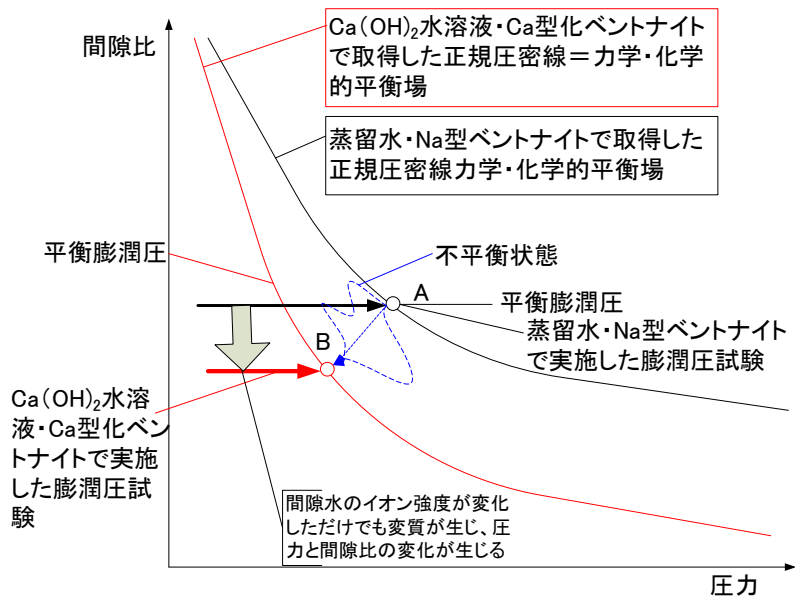 間隙比
Ca(OH)₂水溶液・Ca型化ベントナイト
で取得した正規圧密線＝力学・化学
的平衡場
蒸留水・Na型ベントナイトで取得した
正規圧密線力学・化学的平衡場
平衡膨潤圧
不平衡状態
A
平衡膨潤圧
蒸留水・Na型ベントナイト
で実施した膨潤圧試験
B
Ca(OH)₂水溶
液・Ca型化ベン
トナイトで実施
した膨潤圧試
験
間隙水のイオン強度が変化
しただけでも変質が生じ、圧
力と間隙比の変化が生じる
圧力